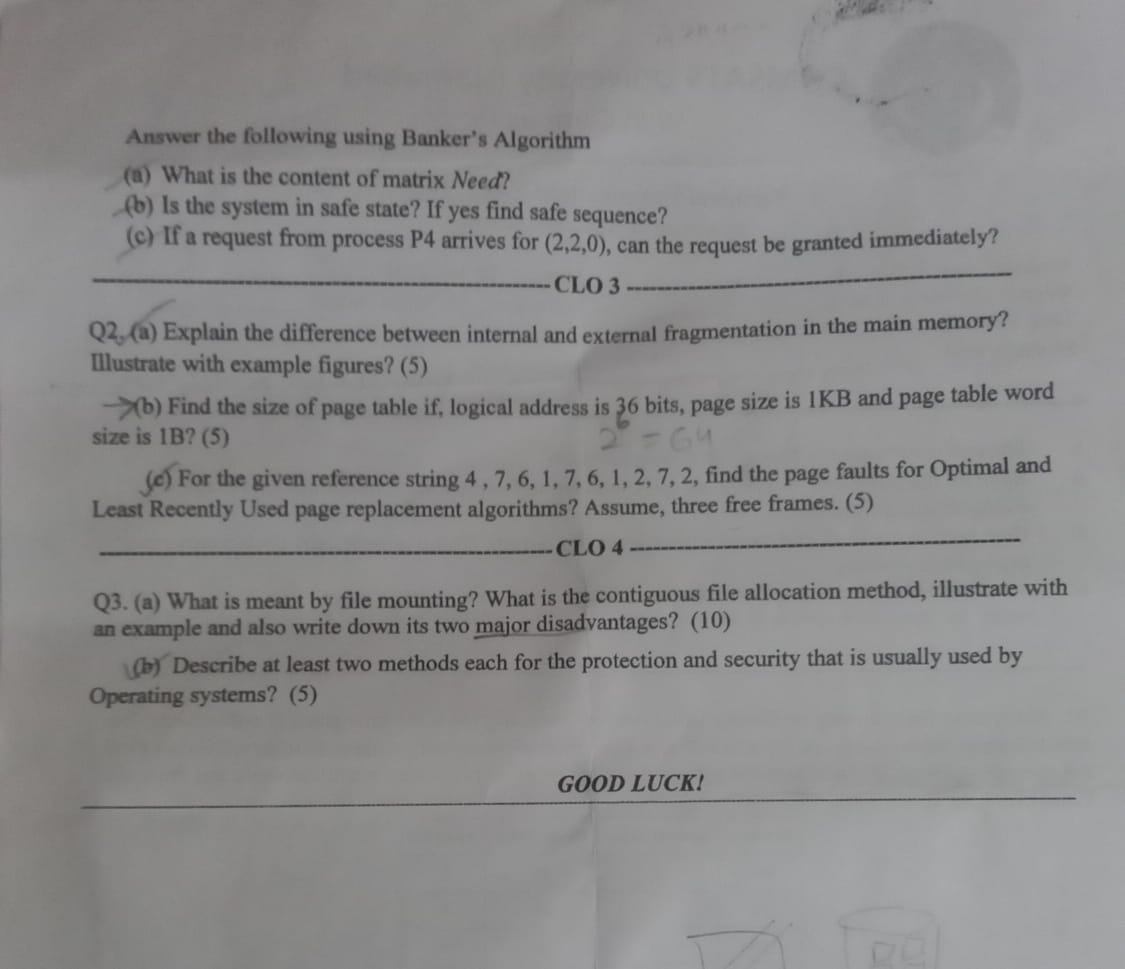 Answer the following using Banker's Algorithm
(a) What is the content of matrix Need?
(b) Is the system in safe state? If yes find safe sequence?
(c) If a request from process P4 arrives for (2,2,0), can the request be granted immediately?
CLO 3
Q2. (a) Explain the difference between internal and external fragmentation in the main memory?
Illustrate with example figures? (5)
(b) Find the size of page table if, logical address is 36 bits, page size is 1KB and page table word
size is 1B? (5)
2^6 = 64
(c) For the given reference string 4 , 7, 6, 1, 7, 6, 1, 2, 7, 2, find the page faults for Optimal and
Least Recently Used page replacement algorithms? Assume, three free frames. (5)
CLO 4
Q3. (a) What is meant by file mounting? What is the contiguous file allocation method, illustrate with
an example and also write down its two major disadvantages? (10)
(b) Describe at least two methods each for the protection and security that is usually used by
Operating systems? (5)
GOOD LUCK!